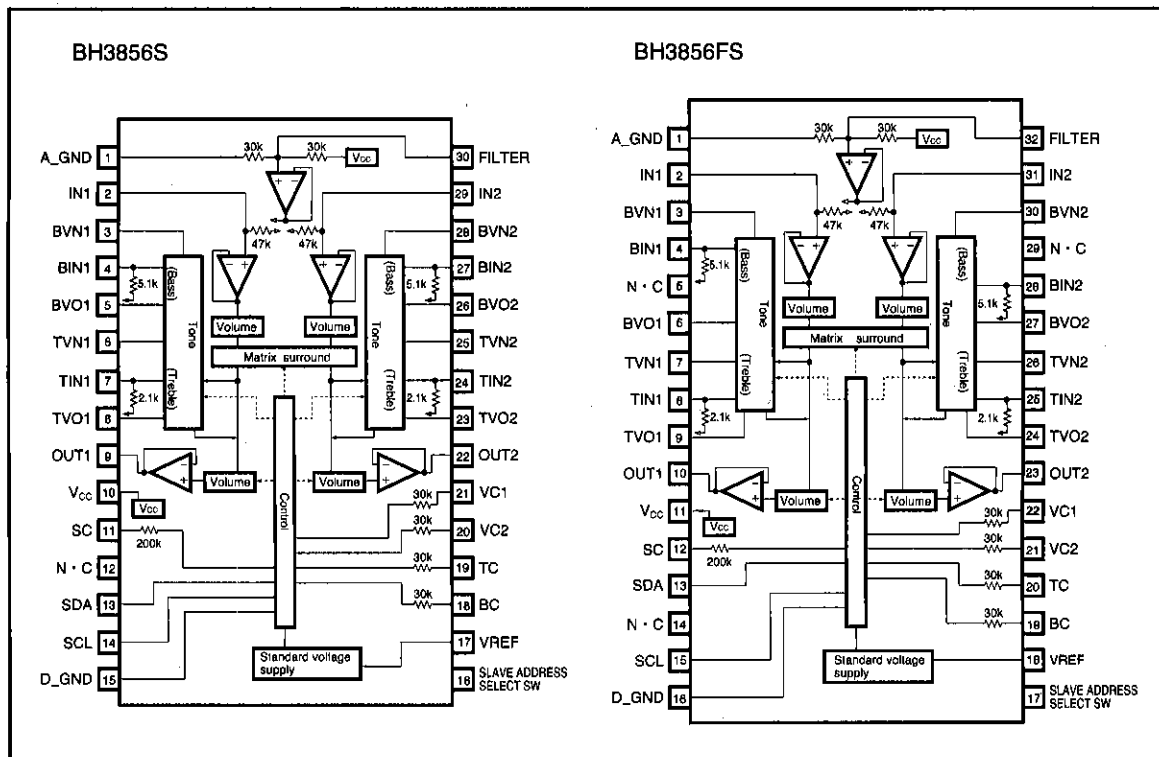 BH3856S
A_GND 1
IN1 2
BVN1 3
BIN1 4
BVO1 5
TVN1 6
TIN1 7
TVO1 8
OUT1 9
Vcc 10
SC 11
N・C 12
SDA 13
SCL 14
D_GND 15
30 FILTER
29 IN2
28 BVN2
27 BIN2
26 BVO2
25 TVN2
24 TIN2
23 TVO2
22 OUT2
21 VC1
20 VC2
19 TC
18 BC
17 VREF
16 SLAVE ADDRESS
SELECT SW
30k 30k Vcc
+ -
47k 47k
- + - +
5.1k (Bass) (Bass) 5.1k
Tone Tone
Volume Volume
Matrix surround
2.1k (Treble) (Treble) 2.1k
+ - - +
Volume Volume
Control
Vcc
200k
30k
30k
30k
30k
Standard voltage
supply
BH3856FS
A_GND 1
IN1 2
BVN1 3
BIN1 4
N・C 5
BVO1 6
TVN1 7
TIN1 8
TVO1 9
OUT1 10
Vcc 11
SC 12
SDA 13
N・C 14
SCL 15
D_GND 16
32 FILTER
31 IN2
30 BVN2
29 N・C
28 BIN2
27 BVO2
26 TVN2
25 TIN2
24 TVO2
23 OUT2
22 VC1
21 VC2
20 TC
19 BC
18 VREF
17 SLAVE ADDRESS
SELECT SW
30k 30k Vcc
+ -
47k 47k
- + - +
5.1k (Bass) (Bass) 5.1k
Tone Tone
Volume Volume
Matrix surround
2.1k (Treble) (Treble) 2.1k
- + + -
Volume Volume
Control
Vcc
200k
30k
30k
30k
30k
Standard voltage
supply